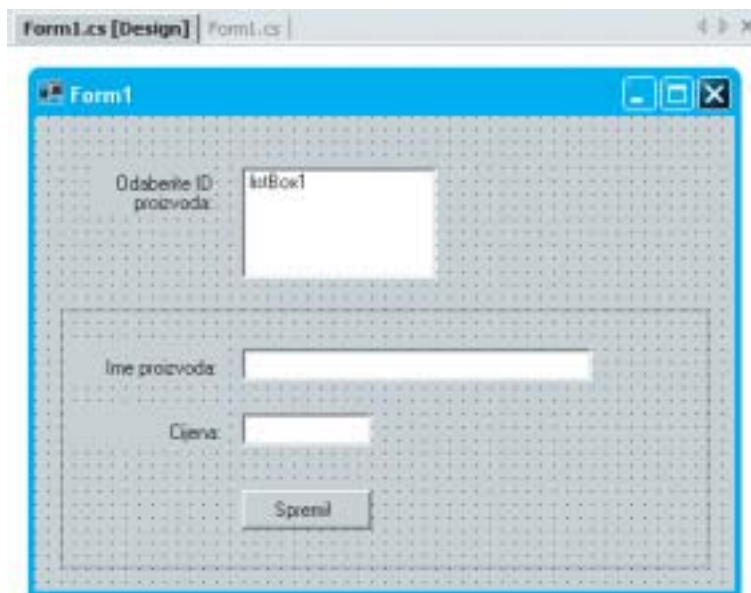 Form1.cs [Design] Form1.cs
Form1
Odaberite ID
proizvoda:
listBox1
Ime proizvoda:
Cijena:
Spremi!